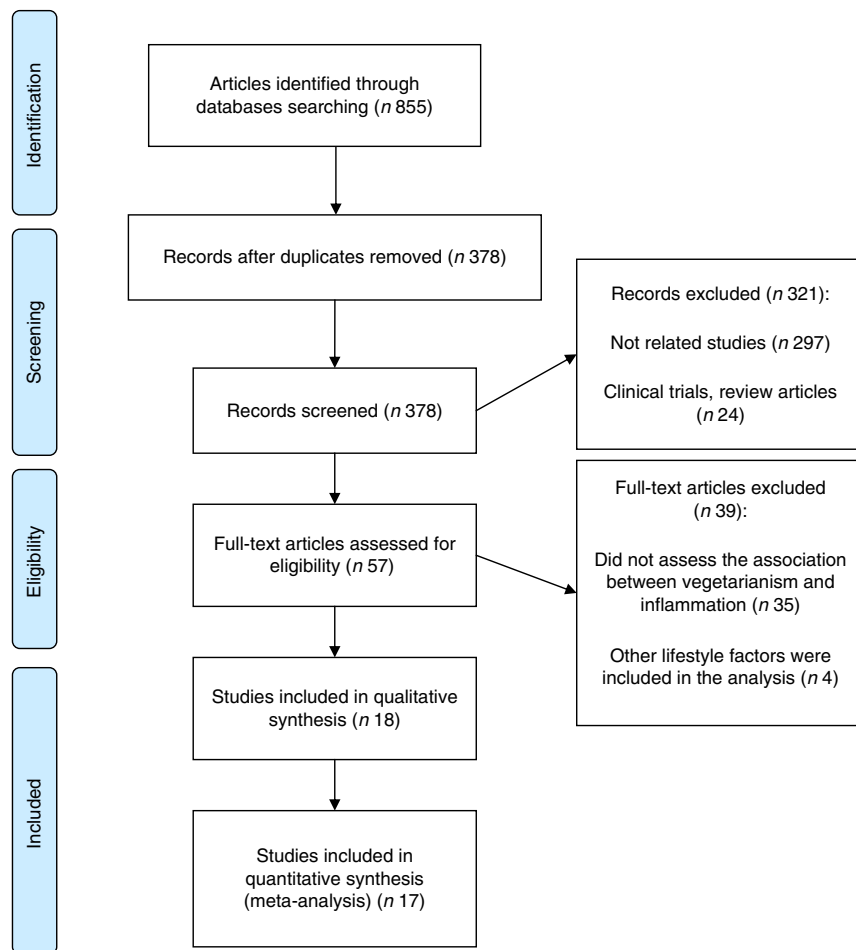 Identification
Articles identified through
databases searching (n 855)
Records after duplicates removed (n 378)
Screening
Records screened (n 378)
Records excluded (n 321):
Not related studies (n 297)
Clinical trials, review articles
(n 24)
Eligibility
Full-text articles assessed for
eligibility (n 57)
Full-text articles excluded
(n 39):
Did not assess the association
between vegetarianism and
inflammation (n 35)
Other lifestyle factors were
included in the analysis (n 4)
Included
Studies included in qualitative
synthesis (n 18)
Studies included in
quantitative synthesis
(meta-analysis) (n 17)